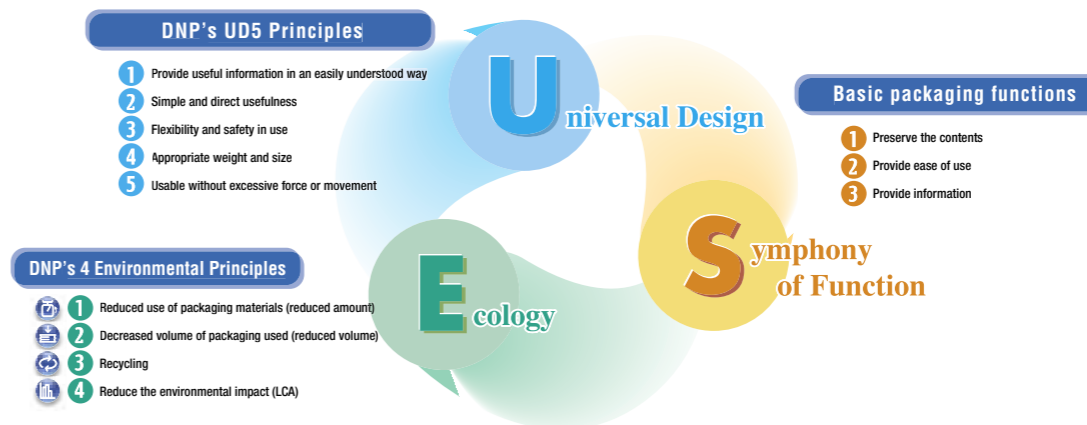 DNP's UD5 Principles
1 Provide useful information in an easily understood way
2 Simple and direct usefulness
3 Flexibility and safety in use
4 Appropriate weight and size
5 Usable without excessive force or movement
Universal Design
Basic packaging functions
1 Preserve the contents
2 Provide ease of use
3 Provide information
Symphony
of Function
DNP's 4 Environmental Principles
1 Reduced use of packaging materials (reduced amount)
2 Decreased volume of packaging used (reduced volume)
3 Recycling
4 Reduce the environmental impact (LCA)
Ecology